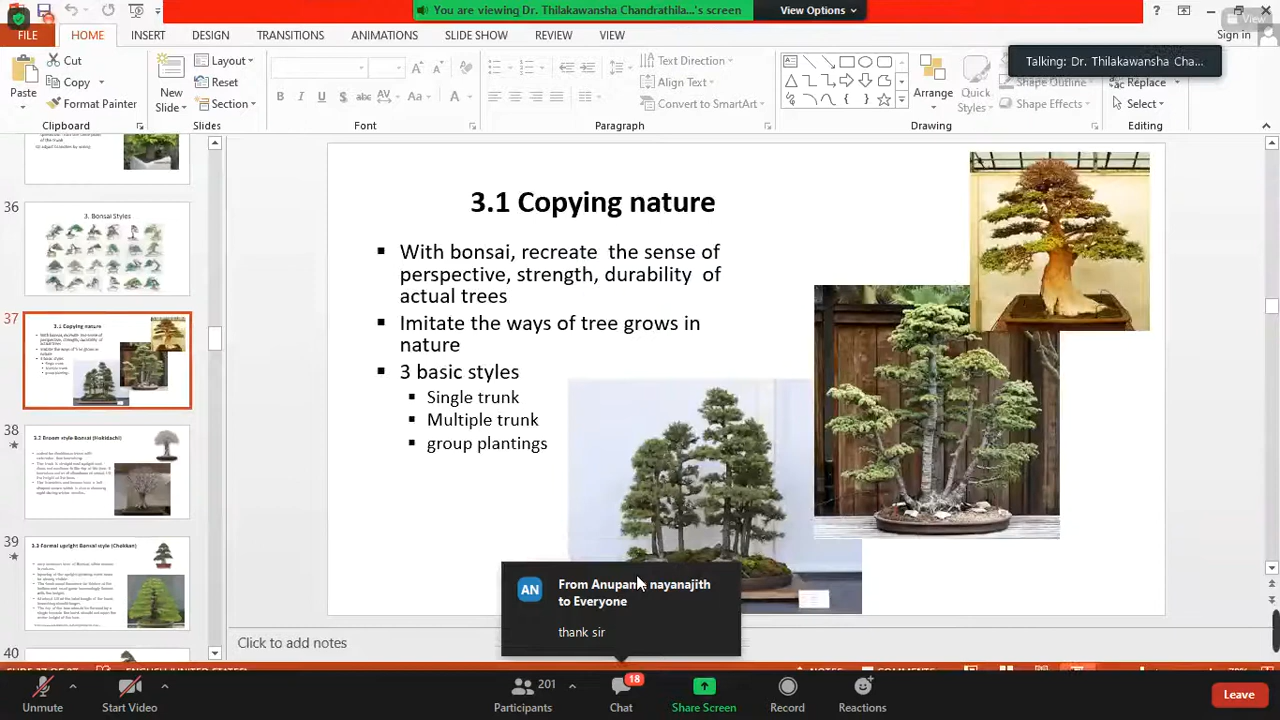 You are viewing Dr. Thilakawansha Chandrathila...'s screen
View Options
View
?
Sign in
FILE
HOME
INSERT
DESIGN
TRANSITIONS
ANIMATIONS
SLIDE SHOW
REVIEW
VIEW
Talking: Dr. Thilakawansha Cha...
Paste
Cut
Copy
Format Painter
Clipboard
New
Slide
Layout
Reset
Section
Slides
B I U S abc AV Aa A
Font
Text Direction
Align Text
Convert to SmartArt
Paragraph
Arrange
Quick
Styles
Shape Outline
Shape Effects
Drawing
Replace
Select
Editing
36
3. Bonsai Styles
37
3.1 Copying nature
38
3.2 Broom style Bonsai (Hokidachi)
39
3.3 Formal upright Bonsai style (Chokkan)
40
3.1 Copying nature
With bonsai, recreate the sense of
perspective, strength, durability of
actual trees
Imitate the ways of tree grows in
nature
3 basic styles
Single trunk
Multiple trunk
group plantings
Click to add notes
AN
From Anupam nayanajith
to Everyone
thank sir
Unmute
Start Video
201
Participants
18
Chat
Share Screen
Record
Reactions
Leave